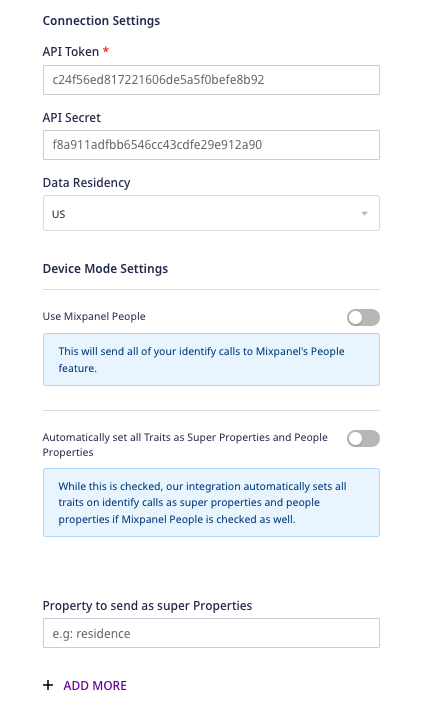 Connection Settings
API Token *
c24f56ed817221606de5a5f0befe8b92
API Secret
f8a911adfbb6546cc43cdfe29e912a90
Data Residency
US
Device Mode Settings
Use Mixpanel People
This will send all of your identify calls to Mixpanel's People
feature.
Automatically set all Traits as Super Properties and People
Properties
While this is checked, our integration automatically sets all
traits on identify calls as super properties and people
properties if Mixpanel People is checked as well.
Property to send as super Properties
e.g: residence
+ ADD MORE